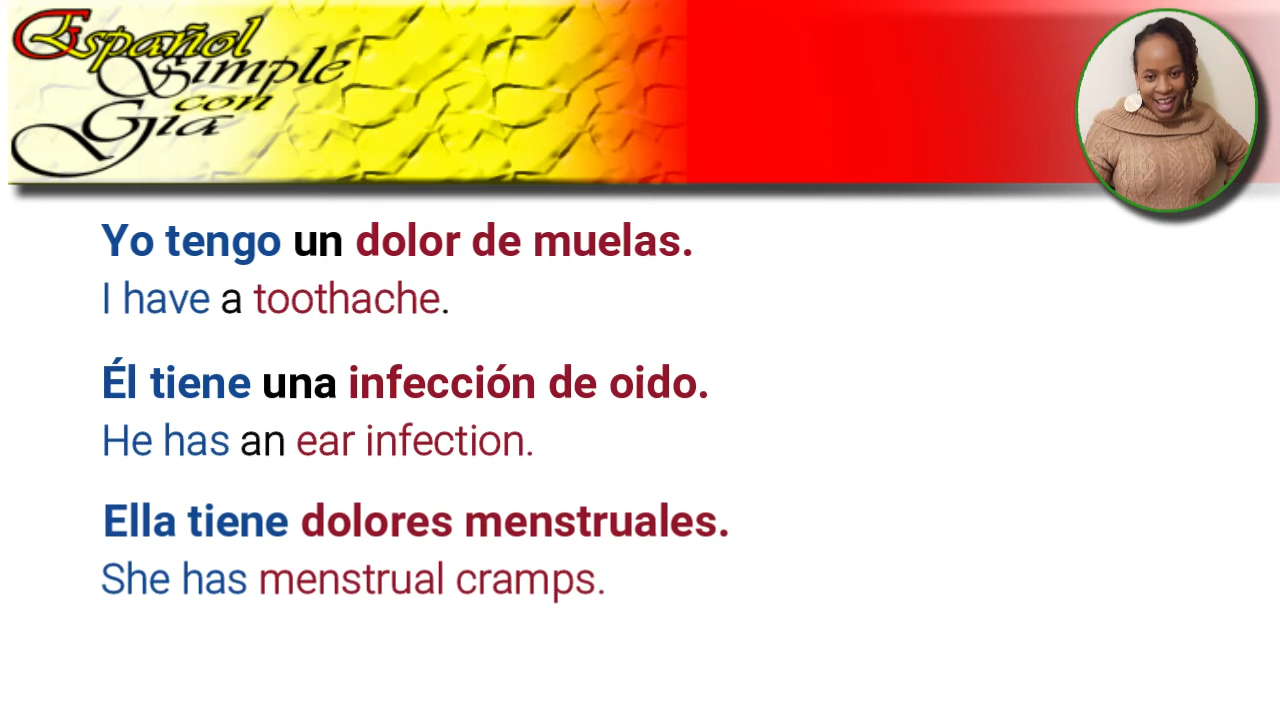 Español
Simple
con
Gia
Yo tengo un dolor de muelas.
I have a toothache.
Él tiene una infección de oido.
He has an ear infection.
Ella tiene dolores menstruales.
She has menstrual cramps.